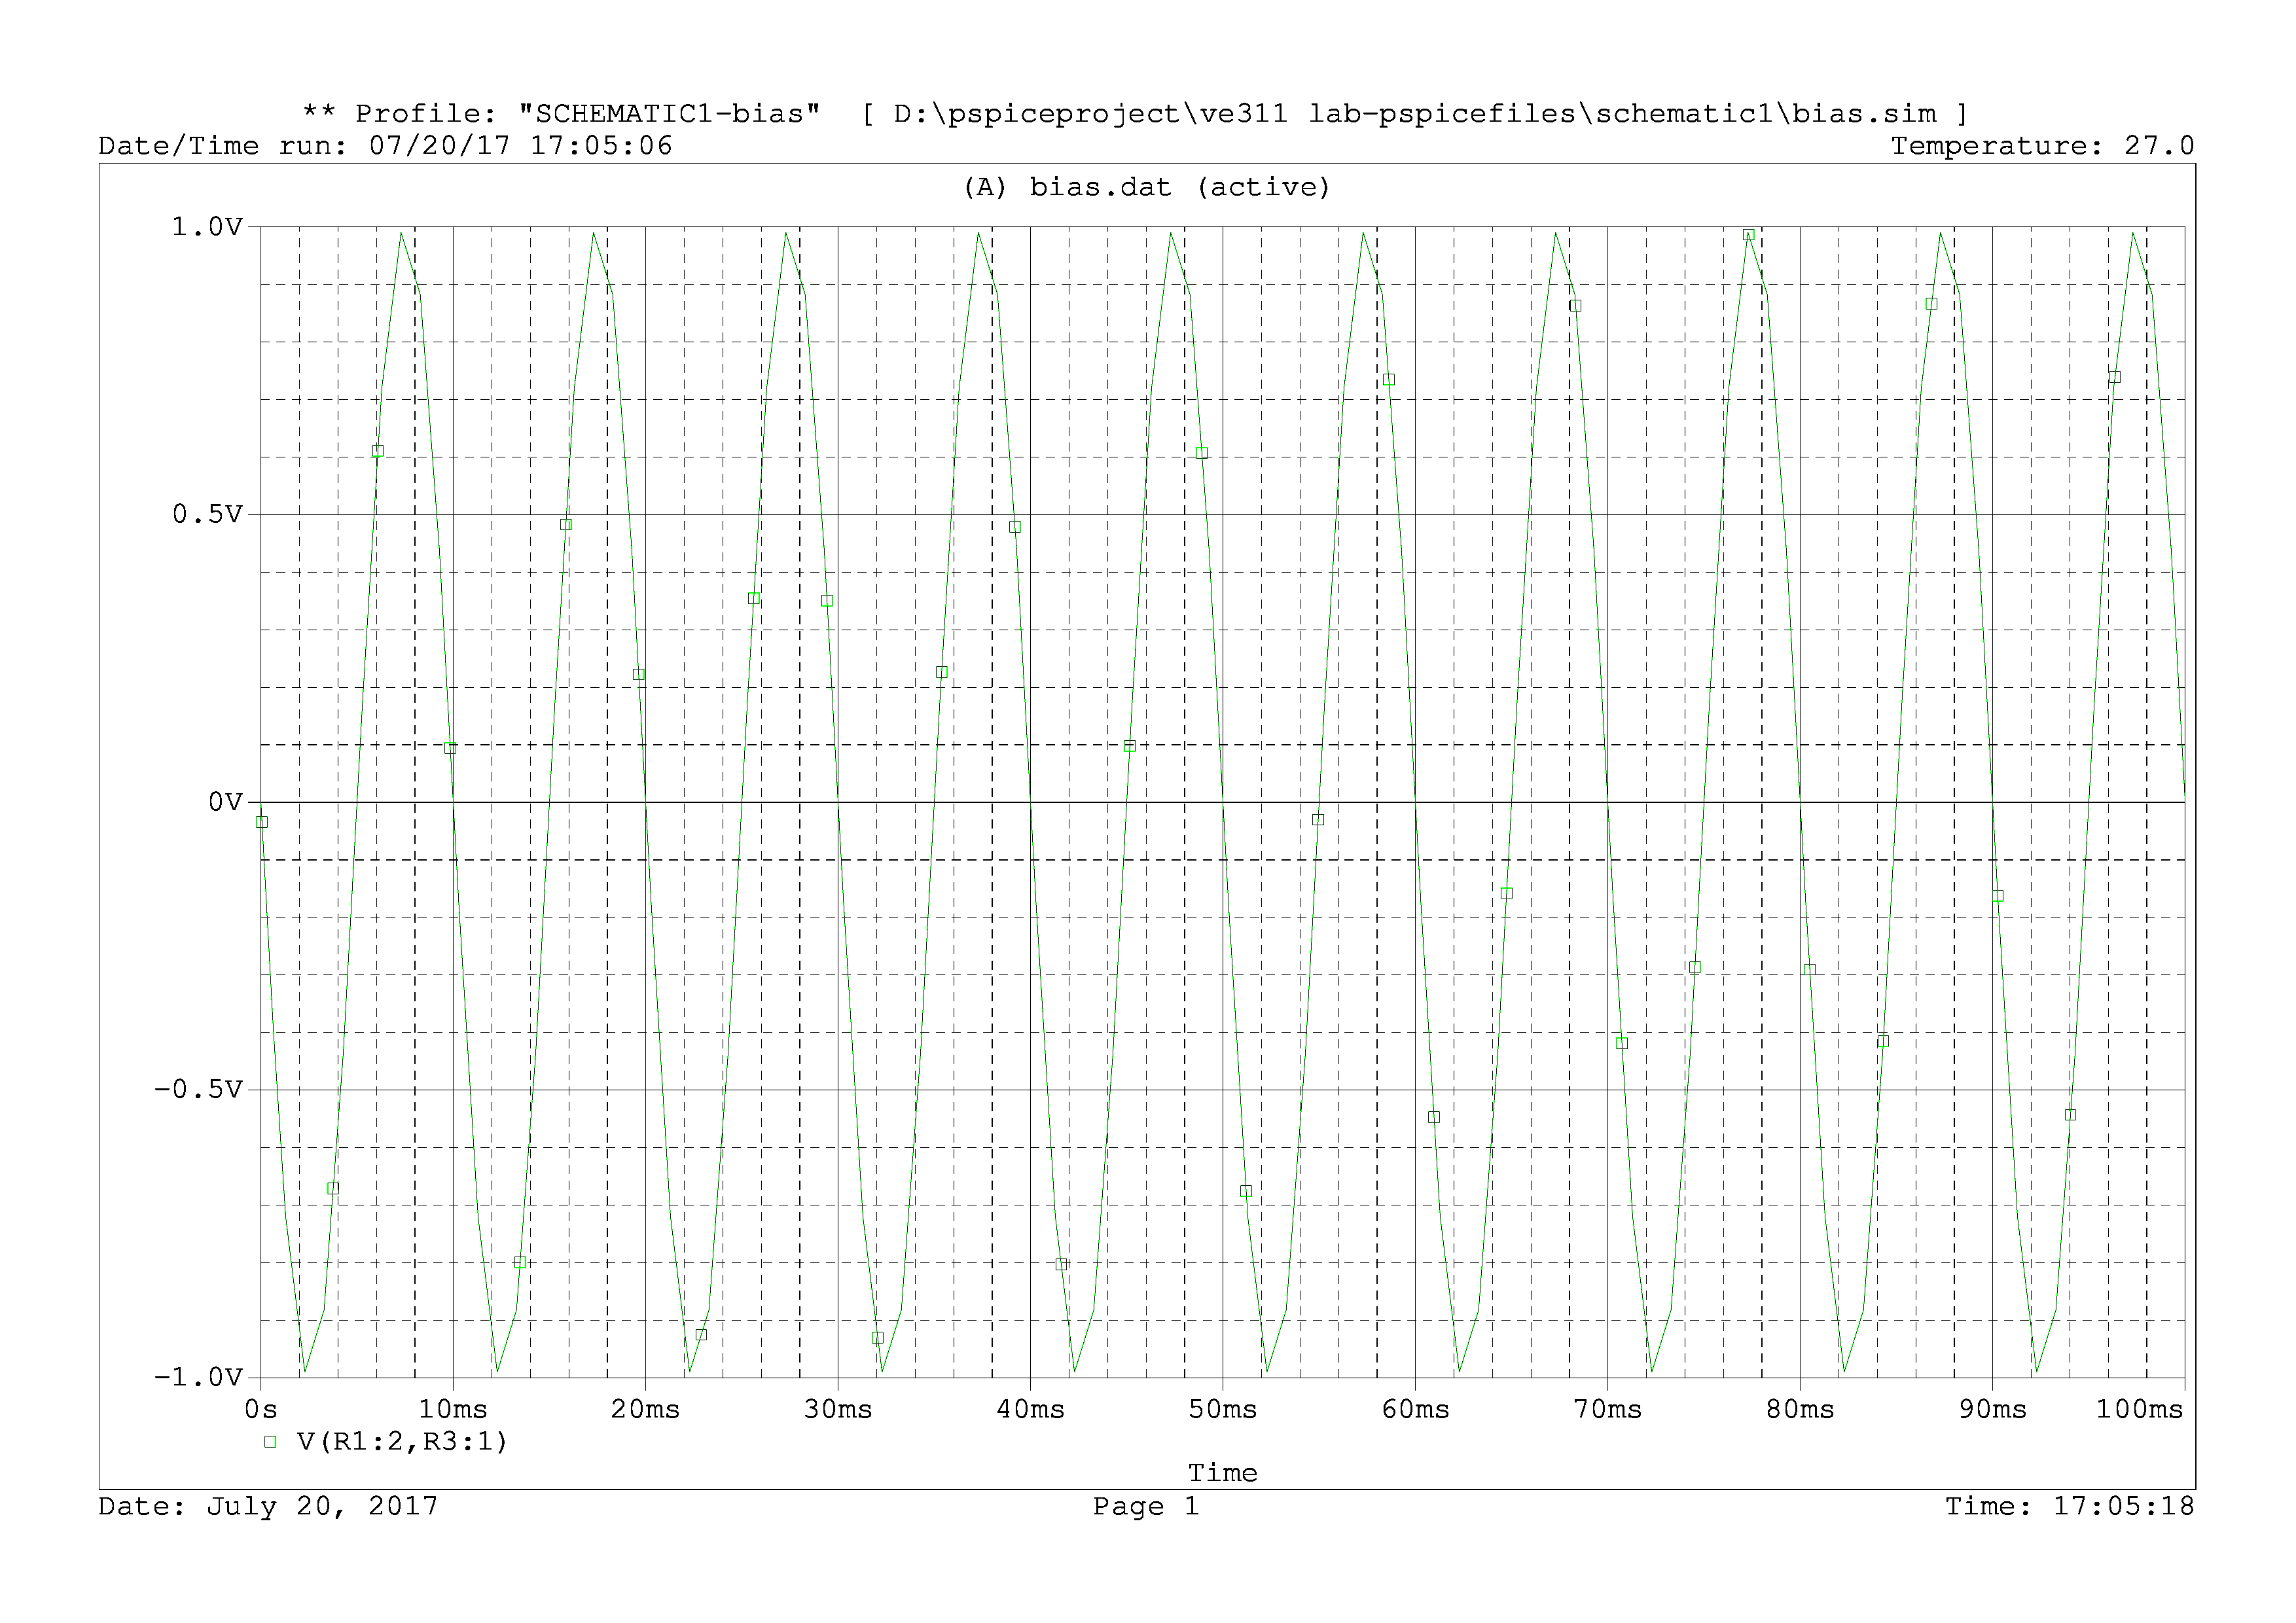 ** Profile: "SCHEMATIC1-bias"  [ D:\pspiceproject\ve311 lab-pspicefiles\schematic1\bias.sim ]
Date/Time run: 07/20/17 17:05:06 Temperature: 27.0
(A) bias.dat (active)
1.0V
0.5V
0V
-0.5V
-1.0V
0s 10ms 20ms 30ms 40ms 50ms 60ms 70ms 80ms 90ms 100ms
V(R1:2,R3:1)
Time
Date: July 20, 2017 Page 1 Time: 17:05:18